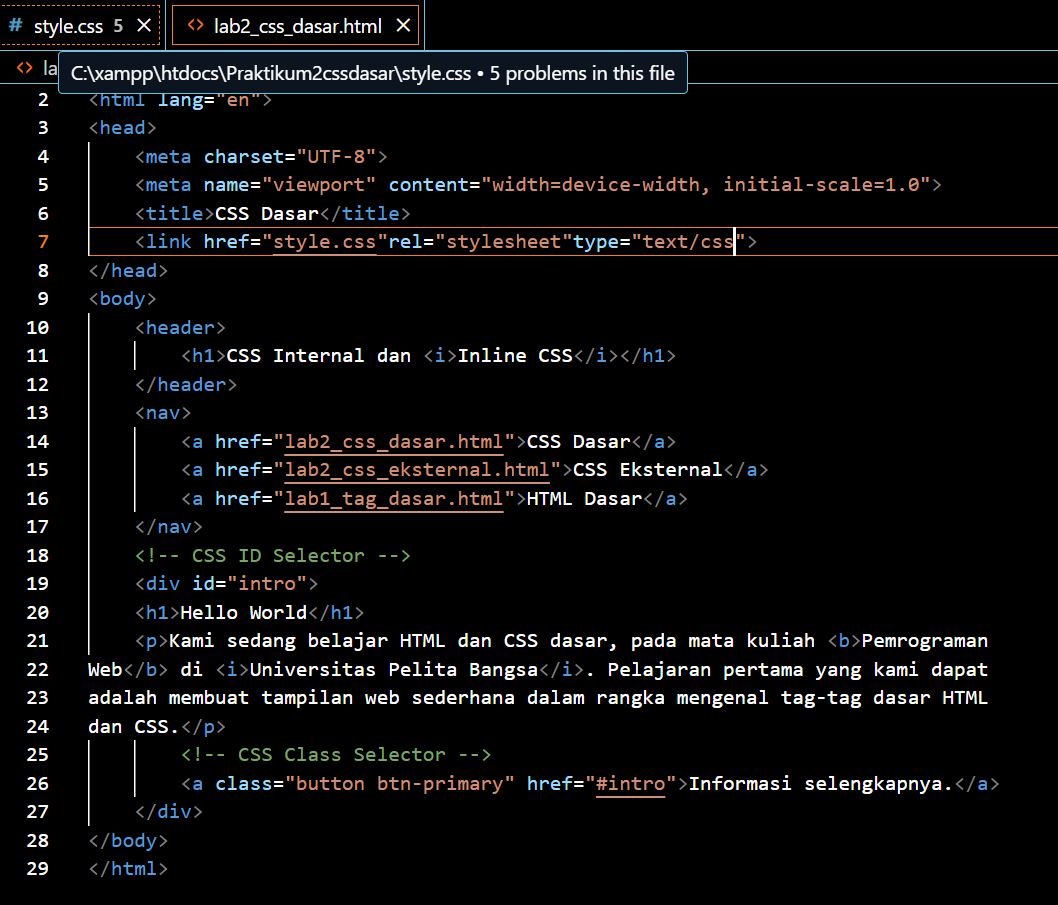 # style.css 5 ✕ <> lab2_css_dasar.html ✕
<> la
C:\xampp\htdocs\Praktikum2cssdasar\style.css • 5 problems in this file
2 <html lang="en">
3 <head>
4 <meta charset="UTF-8">
5 <meta name="viewport" content="width=device-width, initial-scale=1.0">
6 <title>CSS Dasar</title>
7 <link href="style.css"rel="stylesheet"type="text/css">
8 </head>
9 <body>
10 <header>
11 <h1>CSS Internal dan <i>Inline CSS</i></h1>
12 </header>
13 <nav>
14 <a href="lab2_css_dasar.html">CSS Dasar</a>
15 <a href="lab2_css_eksternal.html">CSS Eksternal</a>
16 <a href="lab1_tag_dasar.html">HTML Dasar</a>
17 </nav>
18 <!-- CSS ID Selector -->
19 <div id="intro">
20 <h1>Hello World</h1>
21 <p>Kami sedang belajar HTML dan CSS dasar, pada mata kuliah <b>Pemrograman
22 Web</b> di <i>Universitas Pelita Bangsa</i>. Pelajaran pertama yang kami dapat
23 adalah membuat tampilan web sederhana dalam rangka mengenal tag-tag dasar HTML
24 dan CSS.</p>
25 <!-- CSS Class Selector -->
26 <a class="button btn-primary" href="#intro">Informasi selengkapnya.</a>
27 </div>
28 </body>
29 </html>